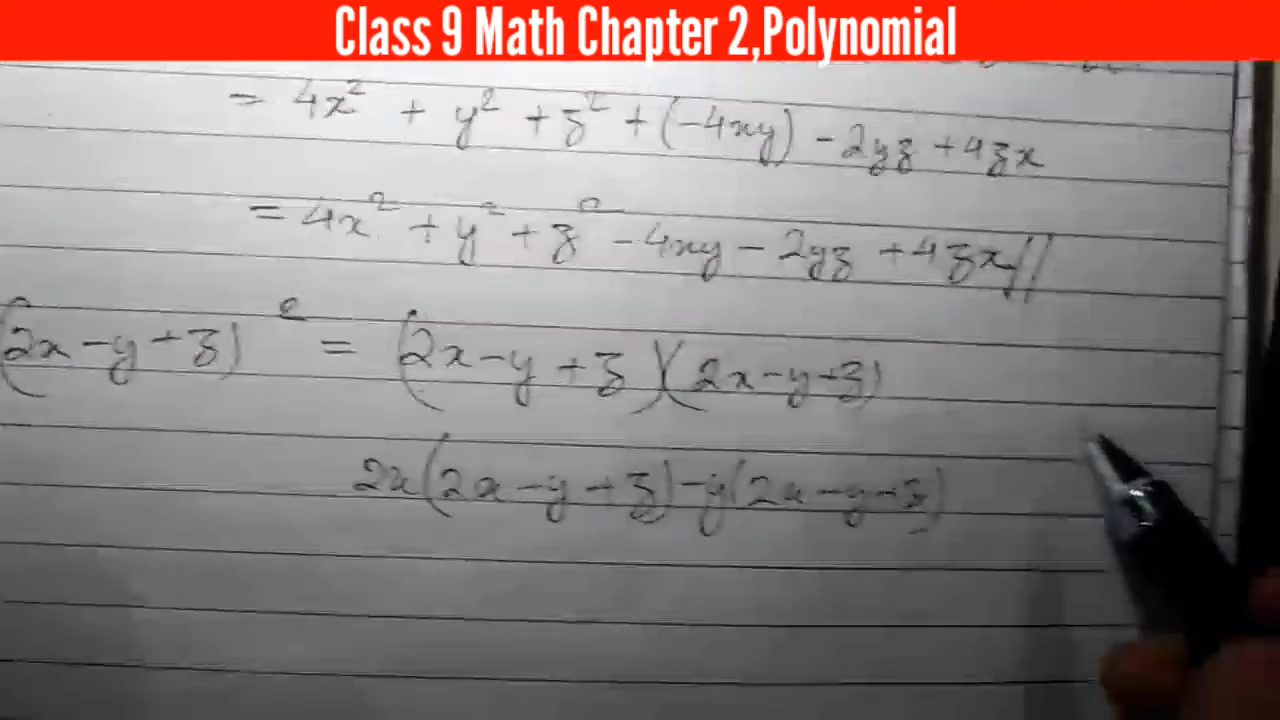 Class 9 Math Chapter 2,Polynomial
= 4x² + y² + z² + (-4xy) - 2yz + 4zx
= 4x² + y² + z² - 4xy - 2yz + 4zx//
(2x-y+z)² = (2x-y+z)(2x-y+z)
2x(2x-y+z)-y(2x-y+z)